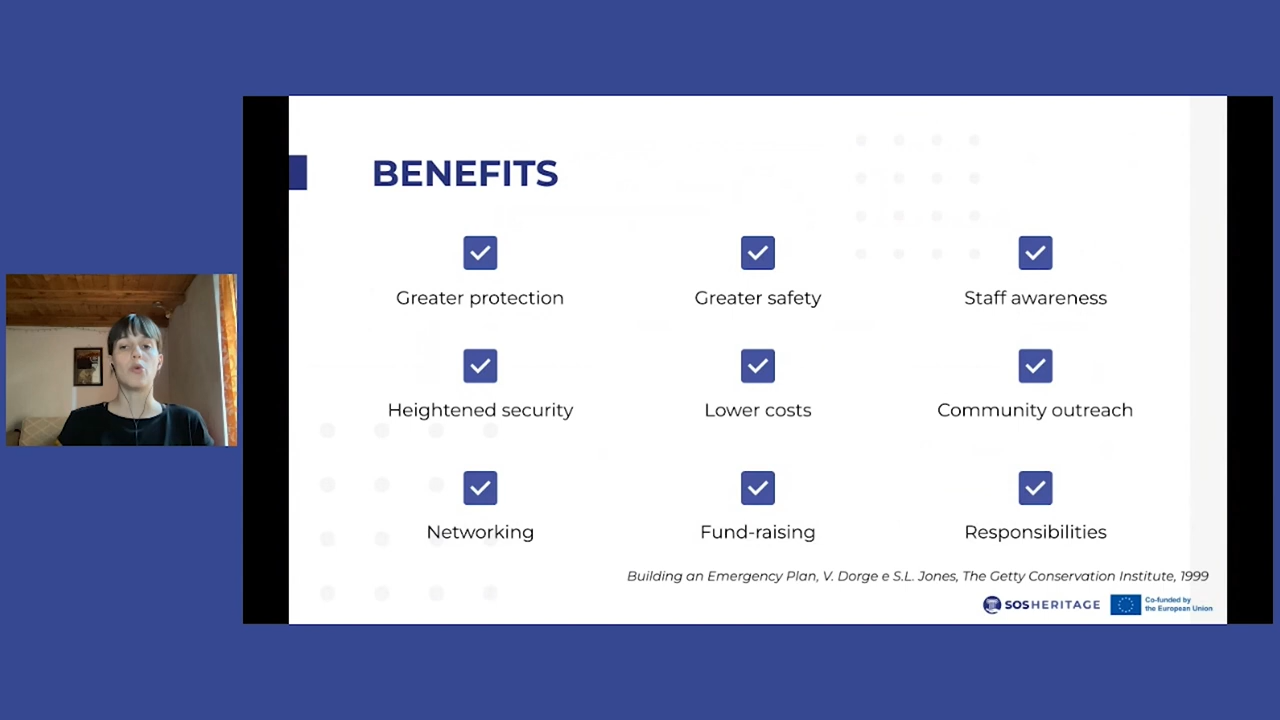 BENEFITS
Greater protection
Greater safety
Staff awareness
Heightened security
Lower costs
Community outreach
Networking
Fund-raising
Responsibilities
Building an Emergency Plan, V. Dorge e S.L. Jones, The Getty Conservation Institute, 1999
SOSHERITAGE
Co-funded by
the European Union